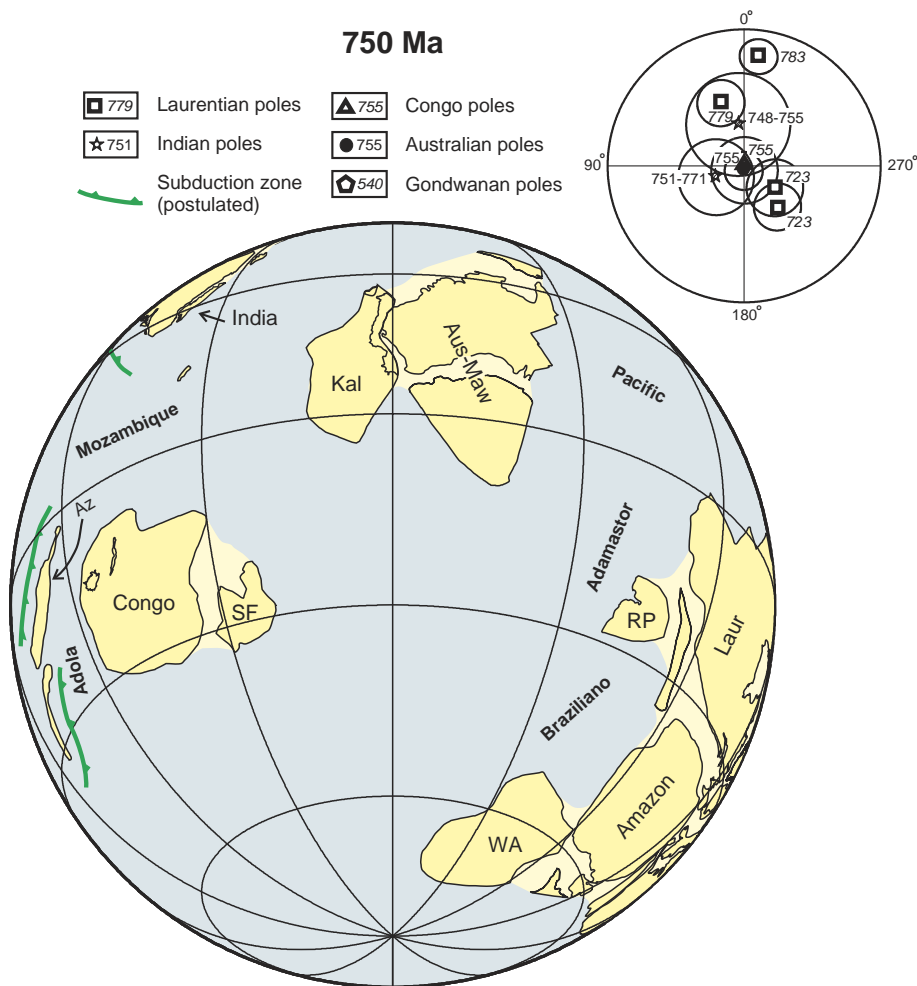 750 Ma
779 Laurentian poles
755 Congo poles
751 Indian poles
755 Australian poles
Subduction zone
(postulated)
540 Gondwanan poles
0°
783
779
748-755
755
755
90°
270°
751-771
723
723
180°
India
Kal
Aus-Maw
Pacific
Mozambique
Az
Adamastor
Congo
SF
RP
Laur
Adola
Braziliano
Amazon
WA